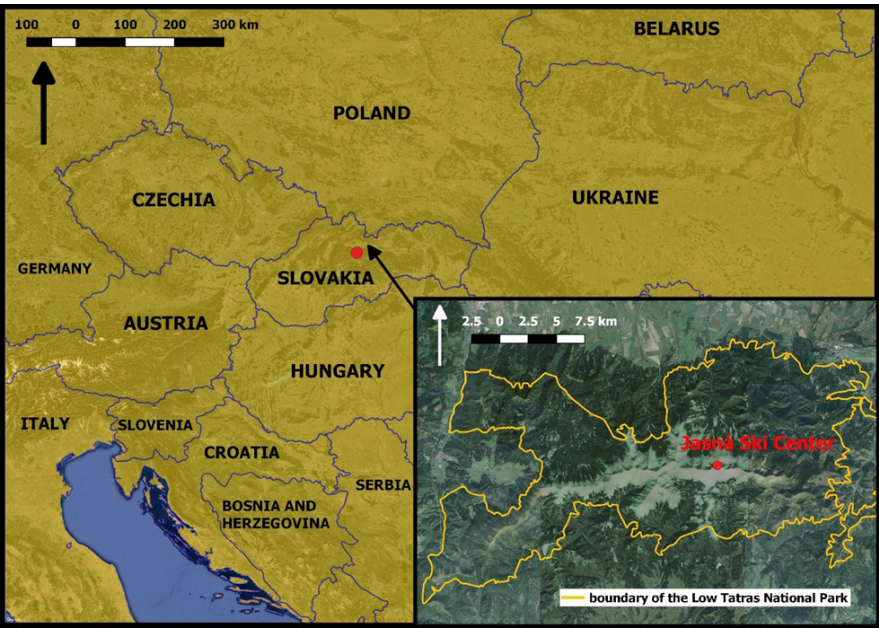 100 0 100 200 300 km
BELARUS
POLAND
CZECHIA
UKRAINE
GERMANY
SLOVAKIA
AUSTRIA
HUNGARY
ITALY
SLOVENIA
CROATIA
SERBIA
BOSNIA AND
HERZEGOVINA
2.5 0 2.5 5 7.5 km
Jasná Ski Center
boundary of the Low Tatras National Park